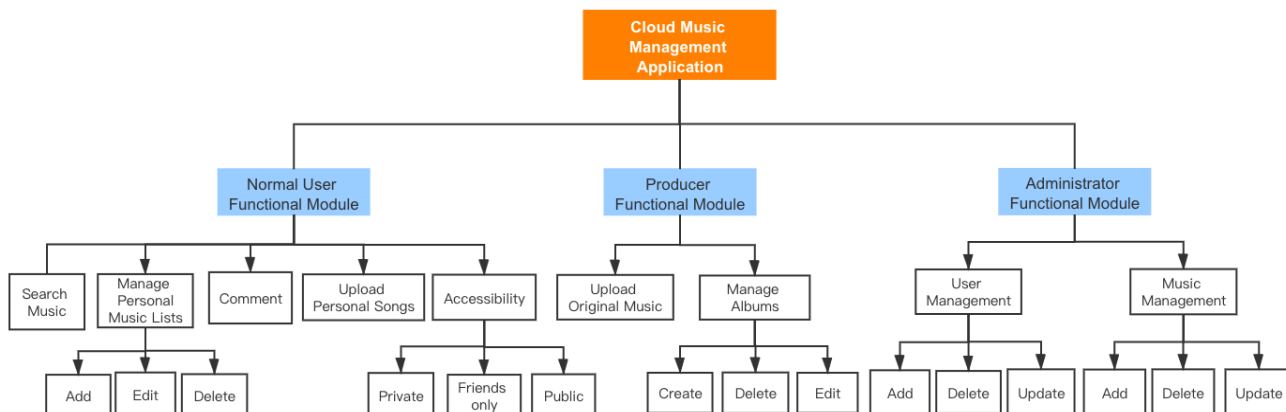 Cloud Music
Management
Application
Normal User
Functional Module
Producer
Functional Module
Administrator
Functional Module
Search
Music
Manage
Personal
Music Lists
Comment
Upload
Personal Songs
Accessibility
Upload
Original Music
Manage
Albums
User
Management
Music
Management
Add
Edit
Delete
Private
Friends
only
Public
Create
Delete
Edit
Add
Delete
Update
Add
Delete
Update